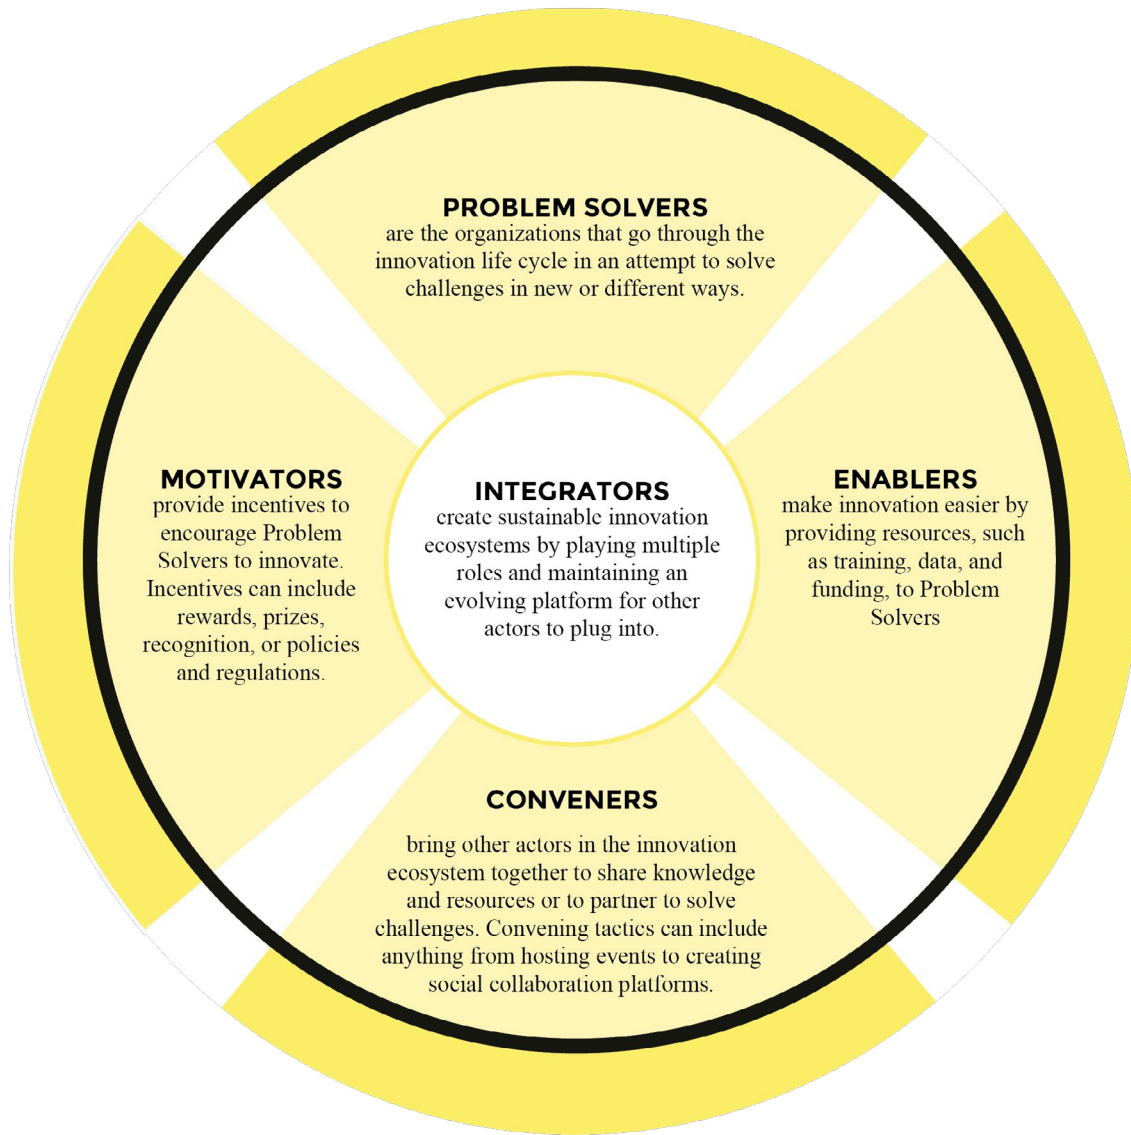 PROBLEM SOLVERS
are the organizations that go through the
innovation life cycle in an attempt to solve
challenges in new or different ways.
MOTIVATORS
provide incentives to
encourage Problem
Solvers to innovate.
Incentives can include
rewards, prizes,
recognition, or policies
and regulations.
INTEGRATORS
create sustainable innovation
ecosystems by playing multiple
roles and maintaining an
evolving platform for other
actors to plug into.
ENABLERS
make innovation easier by
providing resources, such
as training, data, and
funding, to Problem
Solvers
CONVENERS
bring other actors in the innovation
ecosystem together to share knowledge
and resources or to partner to solve
challenges. Convening tactics can include
anything from hosting events to creating
social collaboration platforms.